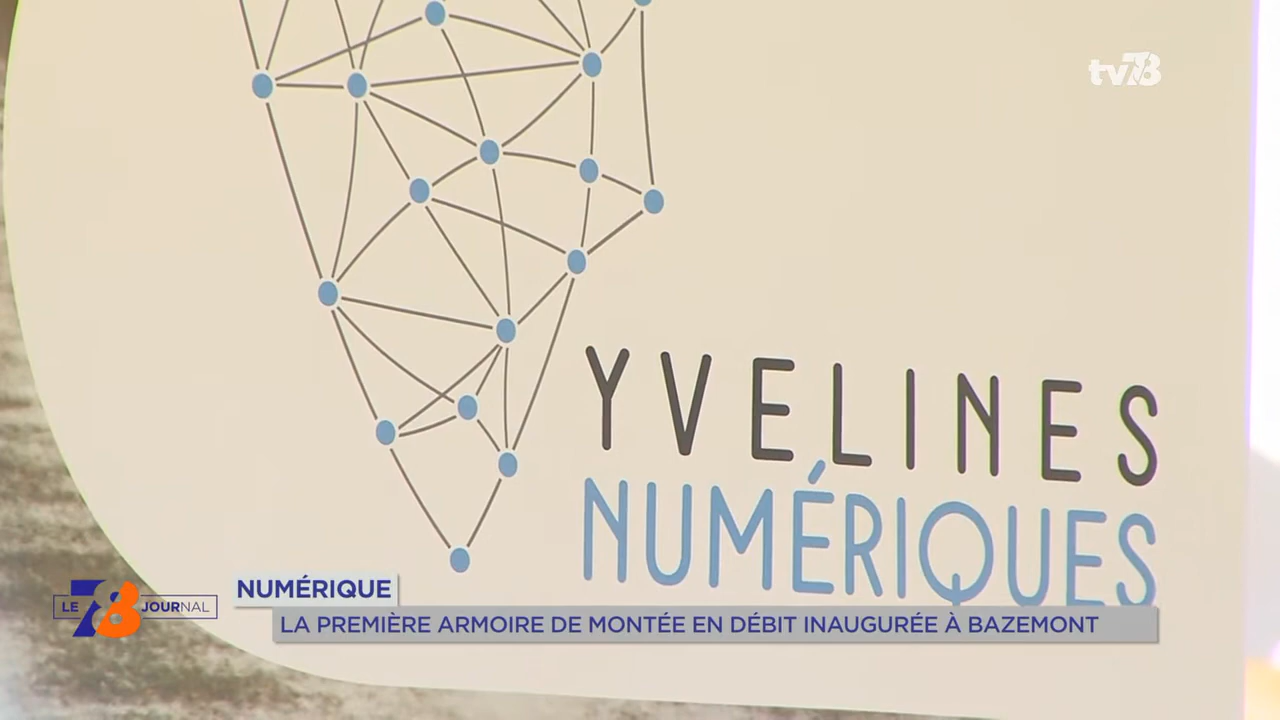 tv78
YVELINES
NUMÉRIQUES
NUMÉRIQUE
LE 78 JOURNAL
LA PREMIÈRE ARMOIRE DE MONTÉE EN DÉBIT INAUGURÉE À BAZEMONT